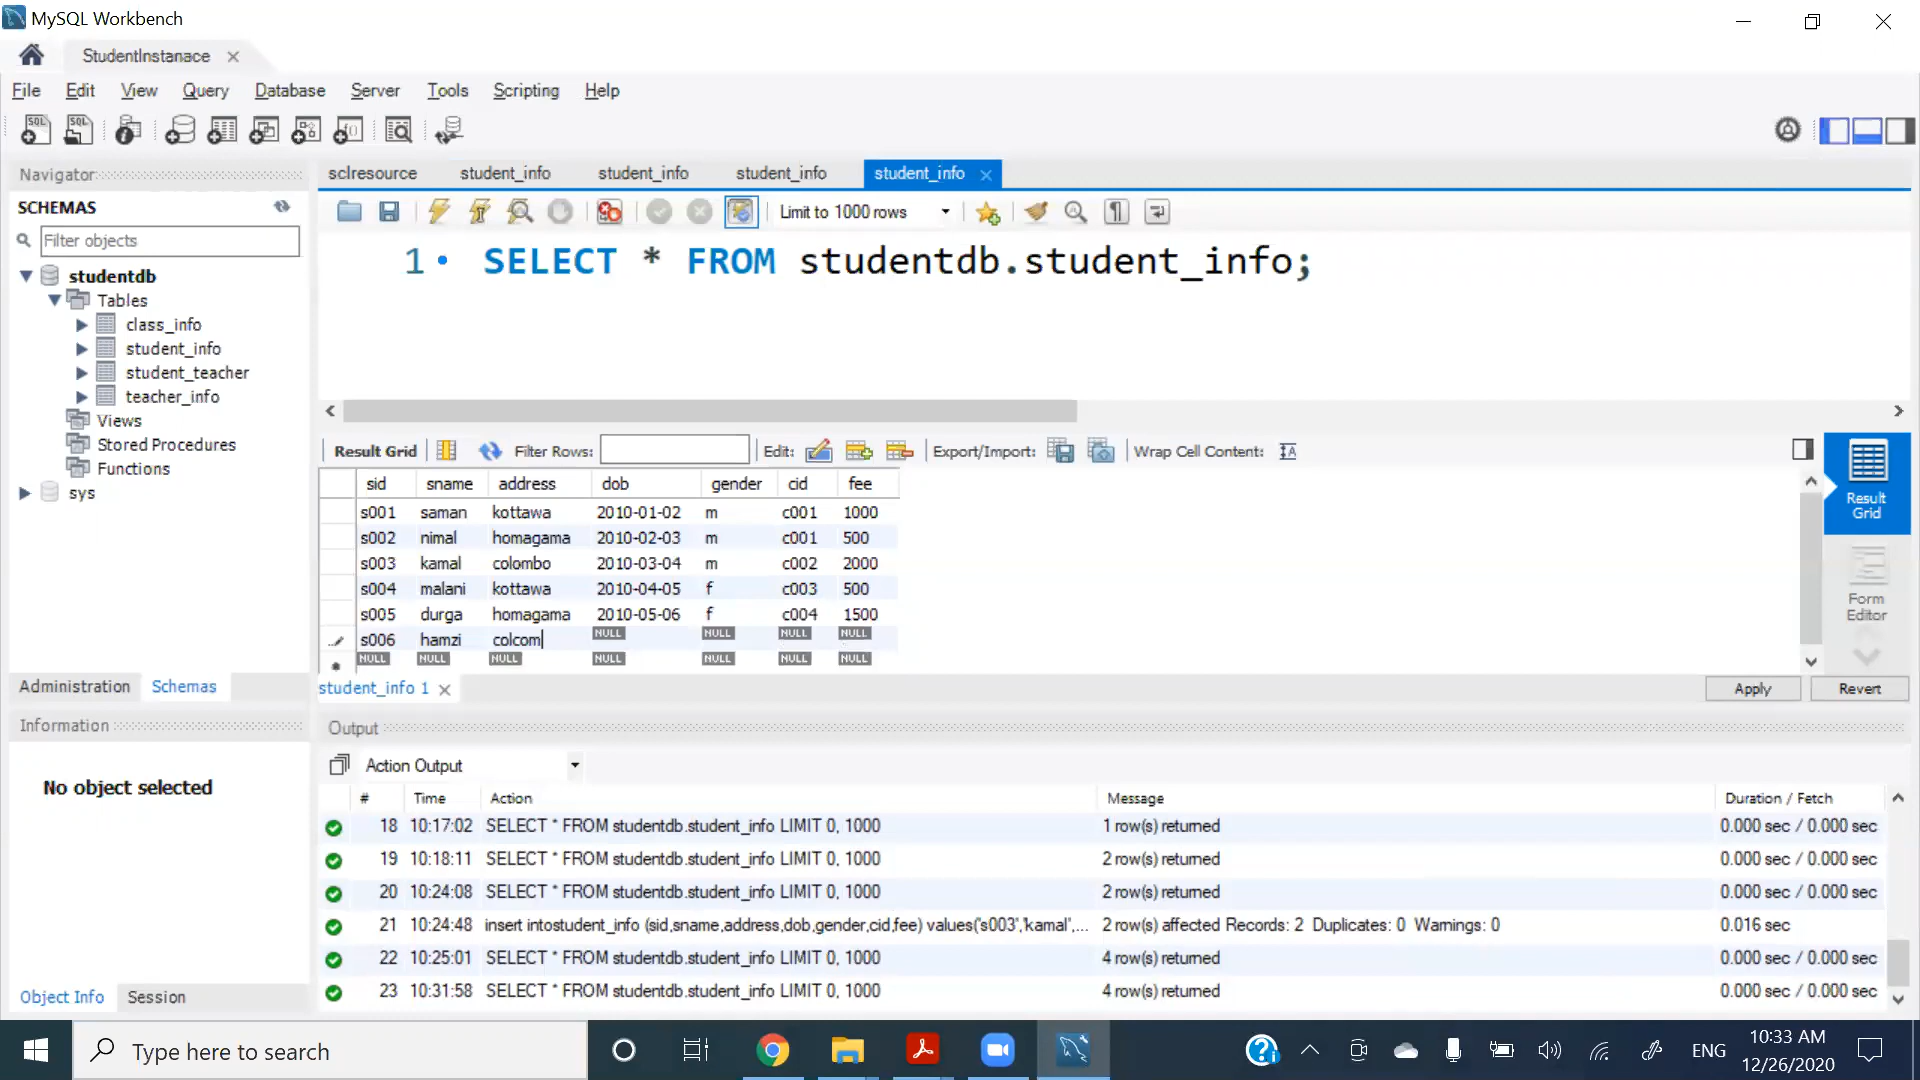 MySQL Workbench
StudentInstanace
File Edit View Query Database Server Tools Scripting Help
Navigator
SCHEMAS
Filter objects
studentdb
Tables
class_info
student_info
student_teacher
teacher_info
Views
Stored Procedures
Functions
sys
Administration Schemas
Information
No object selected
Object Info Session
sclresource student_info student_info student_info student_info
Limit to 1000 rows
1 SELECT * FROM studentdb.student_info;
Result Grid Filter Rows: Edit: Export/Import: Wrap Cell Content:
sid sname address dob gender cid fee
s001 saman kottawa 2010-01-02 m c001 1000
s002 nimal homagama 2010-02-03 m c001 500
s003 kamal colombo 2010-03-04 m c002 2000
s004 malani kottawa 2010-04-05 f c003 500
s005 durga homagama 2010-05-06 f c004 1500
s006 hamzi colcom NULL NULL NULL NULL
NULL NULL NULL NULL NULL NULL NULL
Result Grid
Form Editor
student_info 1
Apply Revert
Output
Action Output
# Time Action Message Duration / Fetch
18 10:17:02 SELECT * FROM studentdb.student_info LIMIT 0, 1000 1 row(s) returned 0.000 sec / 0.000 sec
19 10:18:11 SELECT * FROM studentdb.student_info LIMIT 0, 1000 2 row(s) returned 0.000 sec / 0.000 sec
20 10:24:08 SELECT * FROM studentdb.student_info LIMIT 0, 1000 2 row(s) returned 0.000 sec / 0.000 sec
21 10:24:48 insert intostudent_info (sid,sname,address,dob,gender,cid,fee) values('s003','kamal',... 2 row(s) affected Records: 2 Duplicates: 0 Warnings: 0 0.016 sec
22 10:25:01 SELECT * FROM studentdb.student_info LIMIT 0, 1000 4 row(s) returned 0.000 sec / 0.000 sec
23 10:31:58 SELECT * FROM studentdb.student_info LIMIT 0, 1000 4 row(s) returned 0.000 sec / 0.000 sec
Type here to search
ENG
10:33 AM
12/26/2020